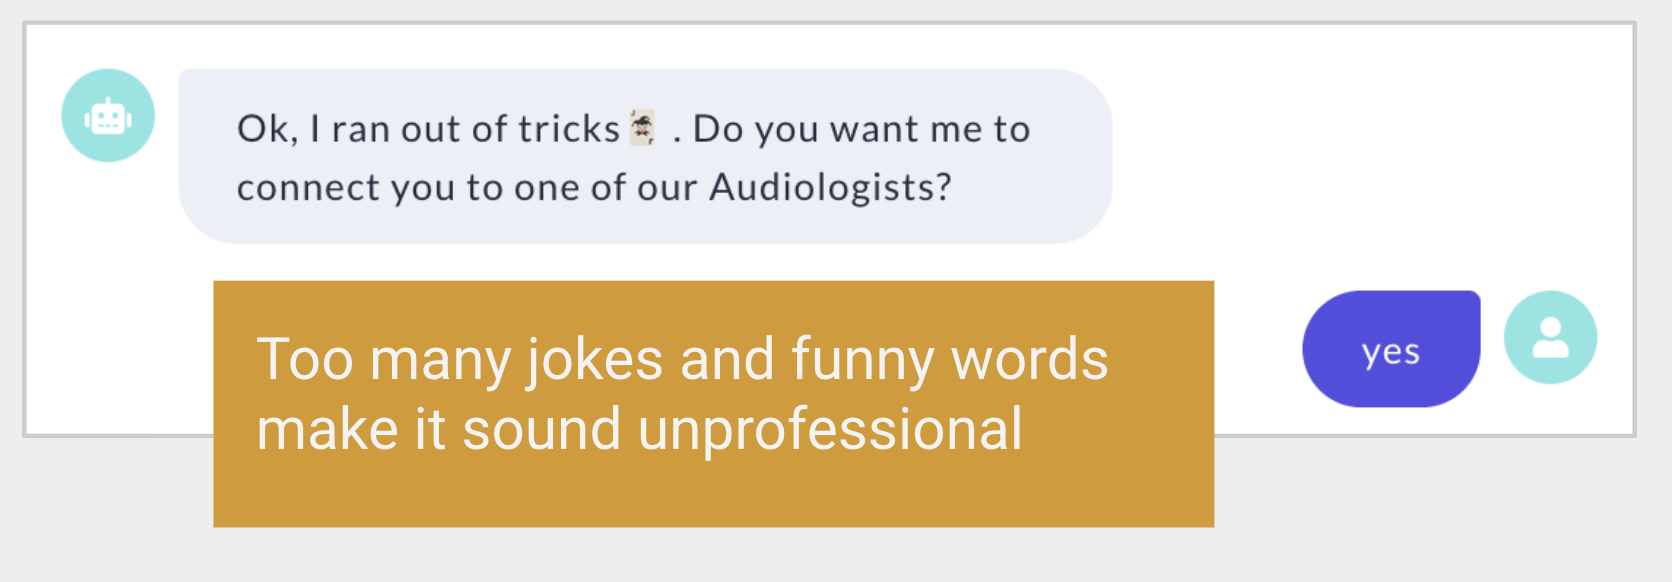 Ok, I ran out of tricks🃏 . Do you want me to
connect you to one of our Audiologists?
yes
Too many jokes and funny words
make it sound unprofessional